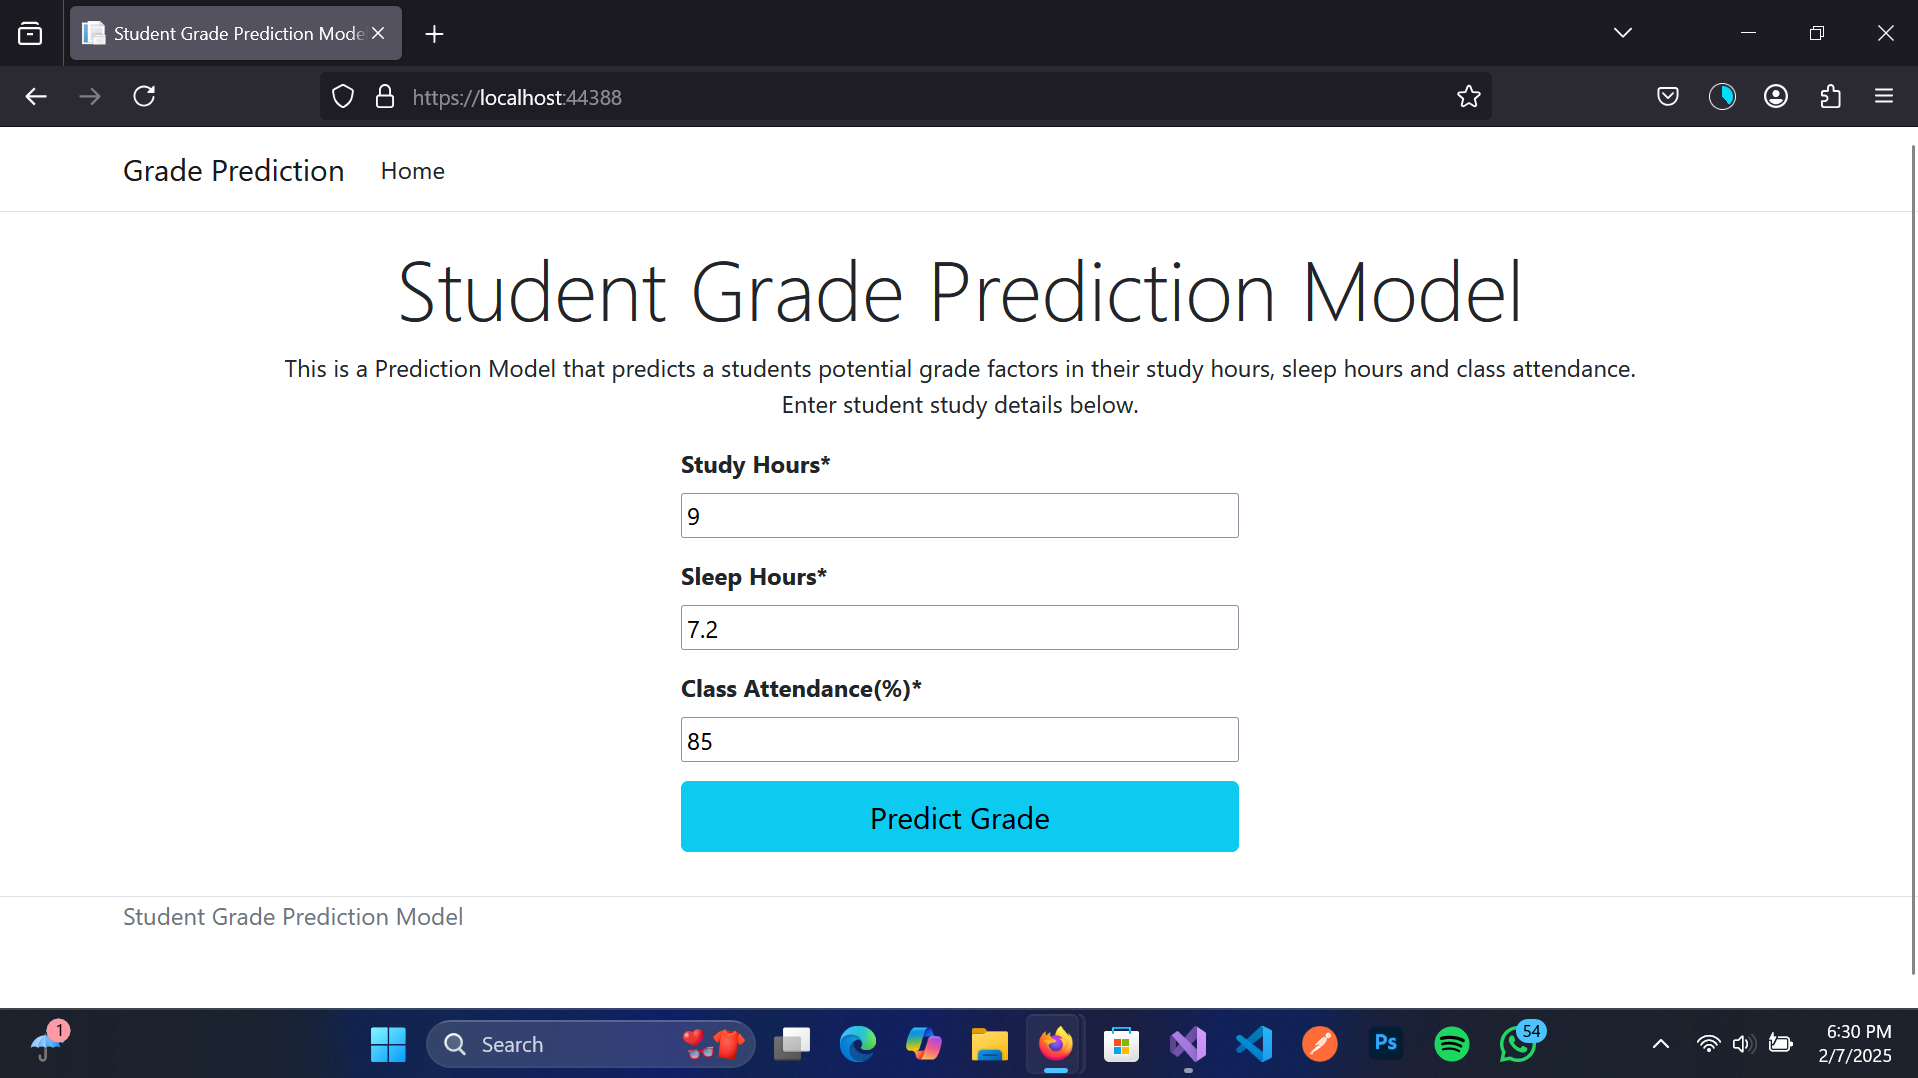 Student Grade Prediction Mode
https://localhost:44388
Grade Prediction
Home
Student Grade Prediction Model
This is a Prediction Model that predicts a students potential grade factors in their study hours, sleep hours and class attendance.
Enter student study details below.
Study Hours*
9
Sleep Hours*
7.2
Class Attendance(%)*
85
Predict Grade
Student Grade Prediction Model
1
Search
Ps
54
6:30 PM
2/7/2025